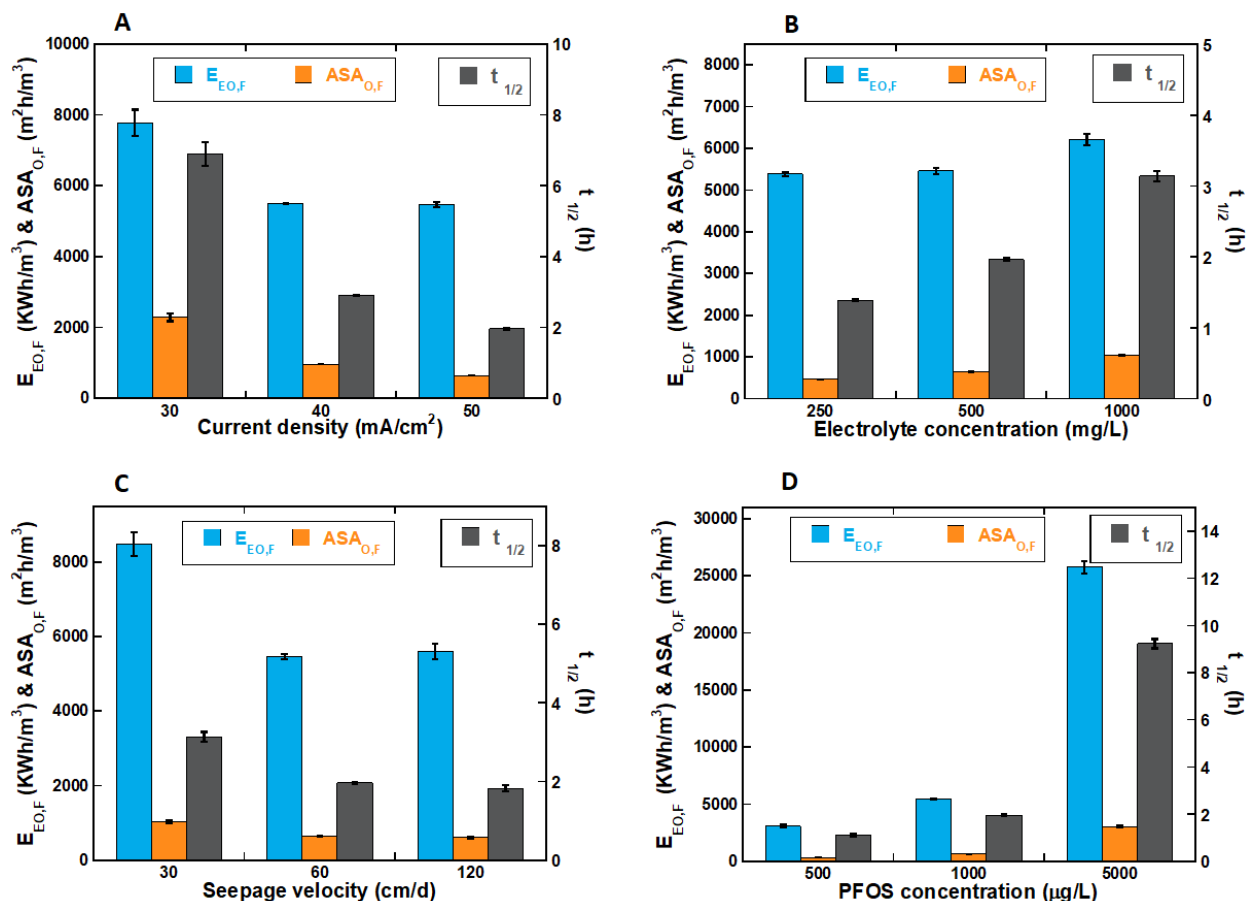 A
E_EO,F (KWh/m³) & ASA_O,F (m²h/m³)
10000
8000
6000
4000
2000
0
E_EO,F ASA_O,F t_1/2
10
8
6
4
2
0
t_1/2 (h)
30 40 50
Current density (mA/cm²)
B
E_EO,F (KWh/m³) & ASA_O,F (m²h/m³)
8000
7000
6000
5000
4000
3000
2000
1000
0
E_EO,F ASA_O,F t_1/2
5
4
3
2
1
0
t_1/2 (h)
250 500 1000
Electrolyte concentration (mg/L)
C
E_EO,F (KWh/m³) & ASA_O,F (m²h/m³)
8000
6000
4000
2000
0
E_EO,F ASA_O,F t_1/2
8
6
4
2
0
t_1/2 (h)
30 60 120
Seepage velocity (cm/d)
D
E_EO,F (KWh/m³) & ASA_O,F (m²h/m³)
30000
25000
20000
15000
10000
5000
0
E_EO,F ASA_O,F t_1/2
14
12
10
8
6
4
2
0
t_1/2 (h)
500 1000 5000
PFOS concentration (μg/L)